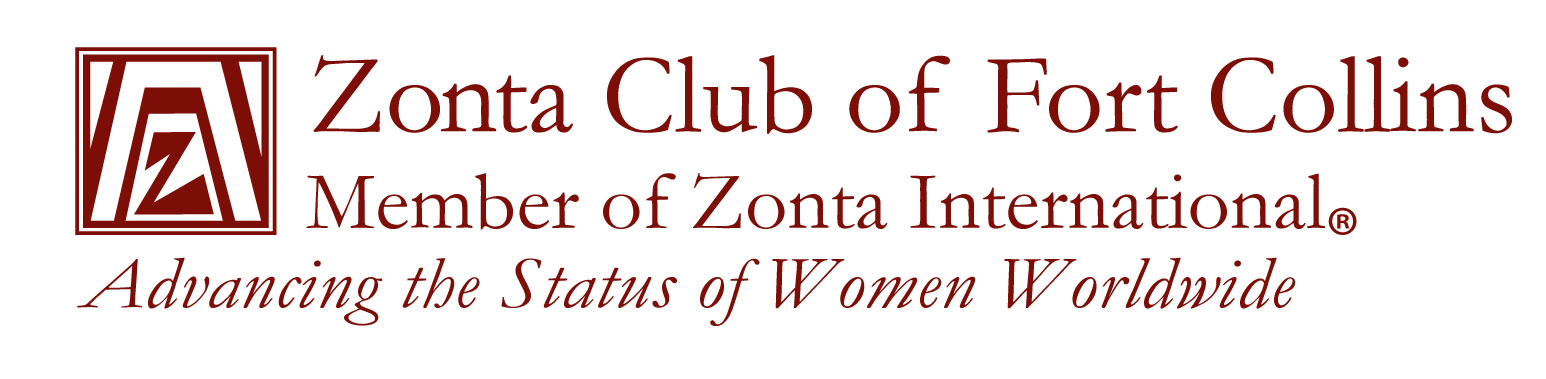 Zonta Club of Fort Collins
Member of Zonta International®
Advancing the Status of Women Worldwide